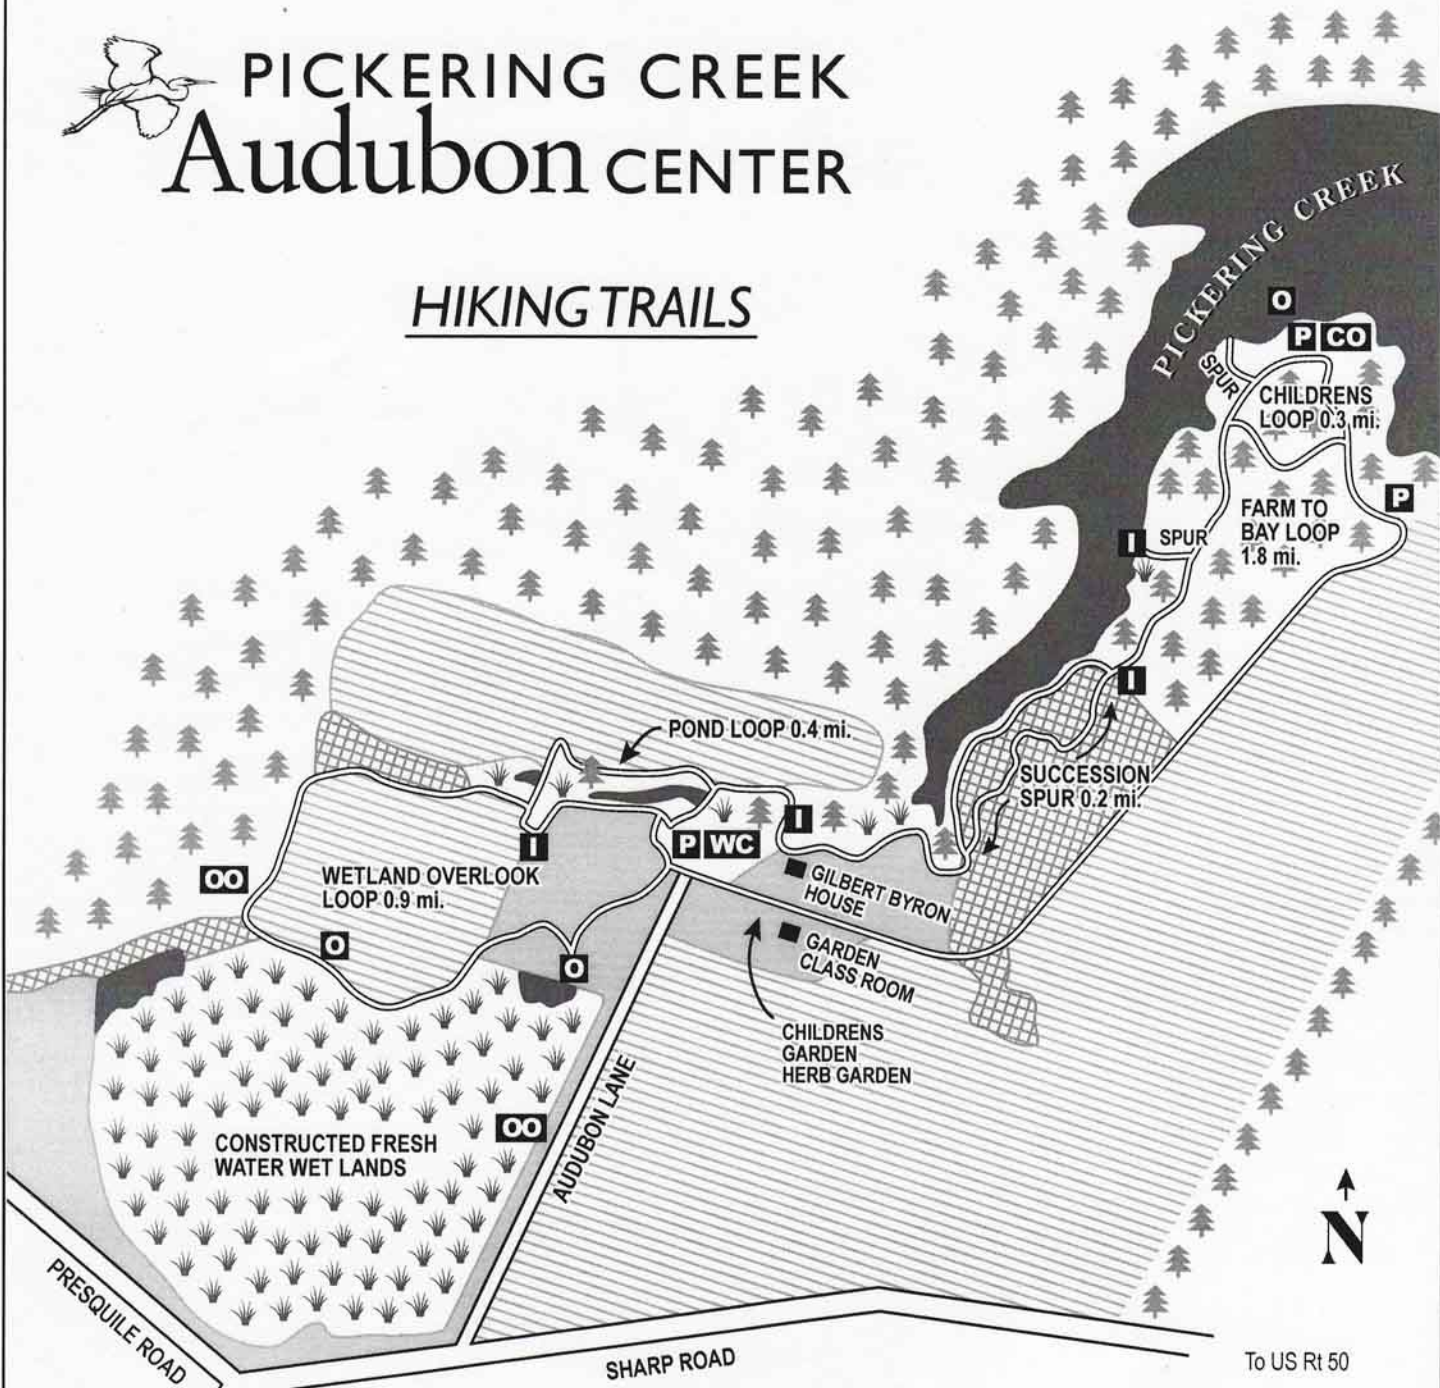 PICKERING CREEK
Audubon CENTER
HIKING TRAILS
PICKERING CREEK
O
P CO
SPUR
CHILDRENS
LOOP 0.3 mi.
P
FARM TO
BAY LOOP
1.8 mi.
I
SPUR
I
POND LOOP 0.4 mi.
SUCCESSION
SPUR 0.2 mi.
I
I
P WC
OO
WETLAND OVERLOOK
LOOP 0.9 mi.
GILBERT BYRON
HOUSE
O
O
GARDEN
CLASS ROOM
CHILDRENS
GARDEN
HERB GARDEN
OO
CONSTRUCTED FRESH
WATER WET LANDS
AUDUBON LANE
N
PRESQUILE ROAD
SHARP ROAD
To US Rt 50